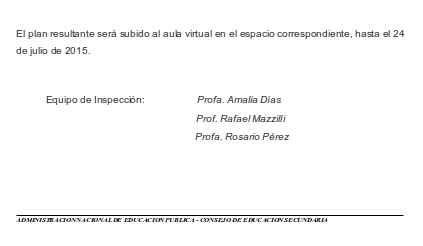 El plan resultante será subido al aula virtual en el espacio correspondiente, hasta el 24
de julio de 2015.
Equipo de Inspección: Profa. Amalia Días
Prof. Rafael Mazzilli
Profa. Rosario Pérez
ADMINISTRACION NACIONAL DE EDUCACION PUBLICA - CONSEJO DE EDUCACION SECUNDARIA